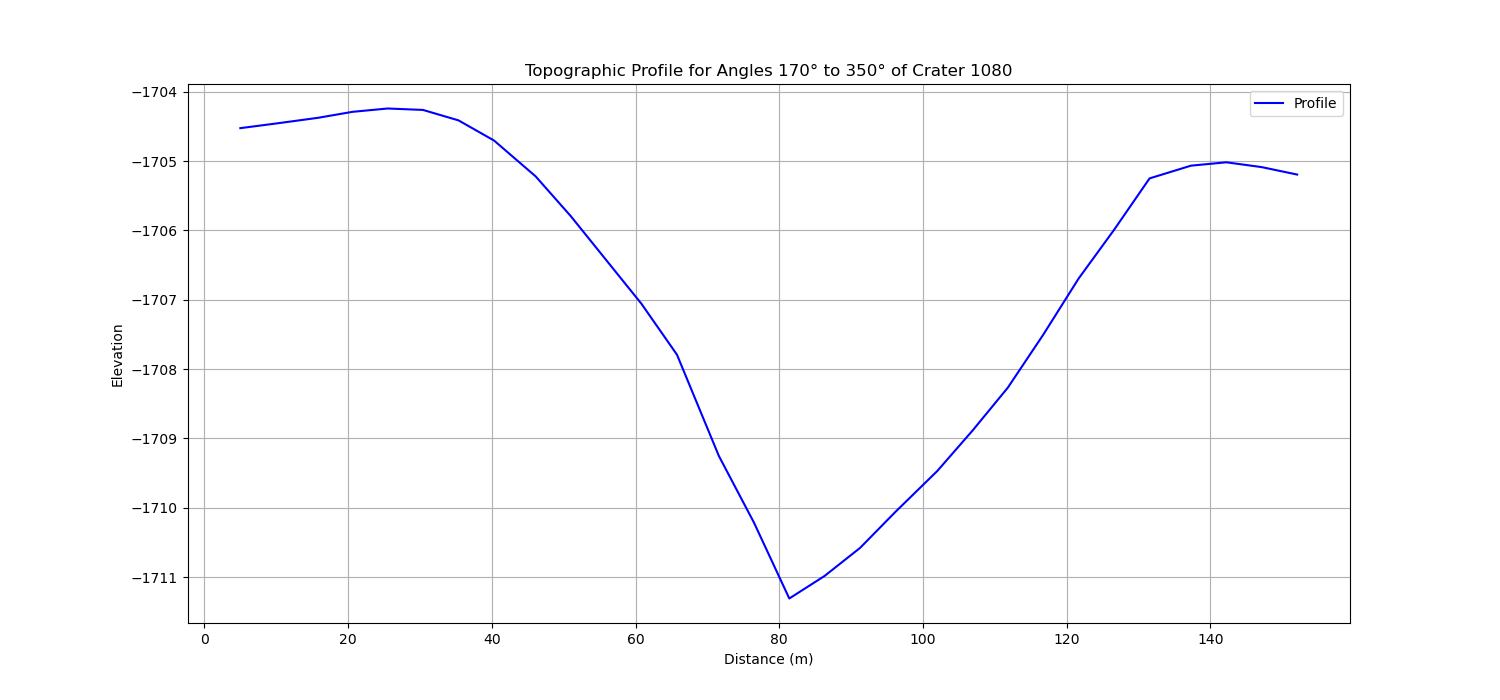 Topographic Profile for Angles 170° to 350° of Crater 1080
Profile
−1704
−1705
−1706
−1707
−1708
−1709
−1710
−1711
Elevation
0 20 40 60 80 100 120 140
Distance (m)